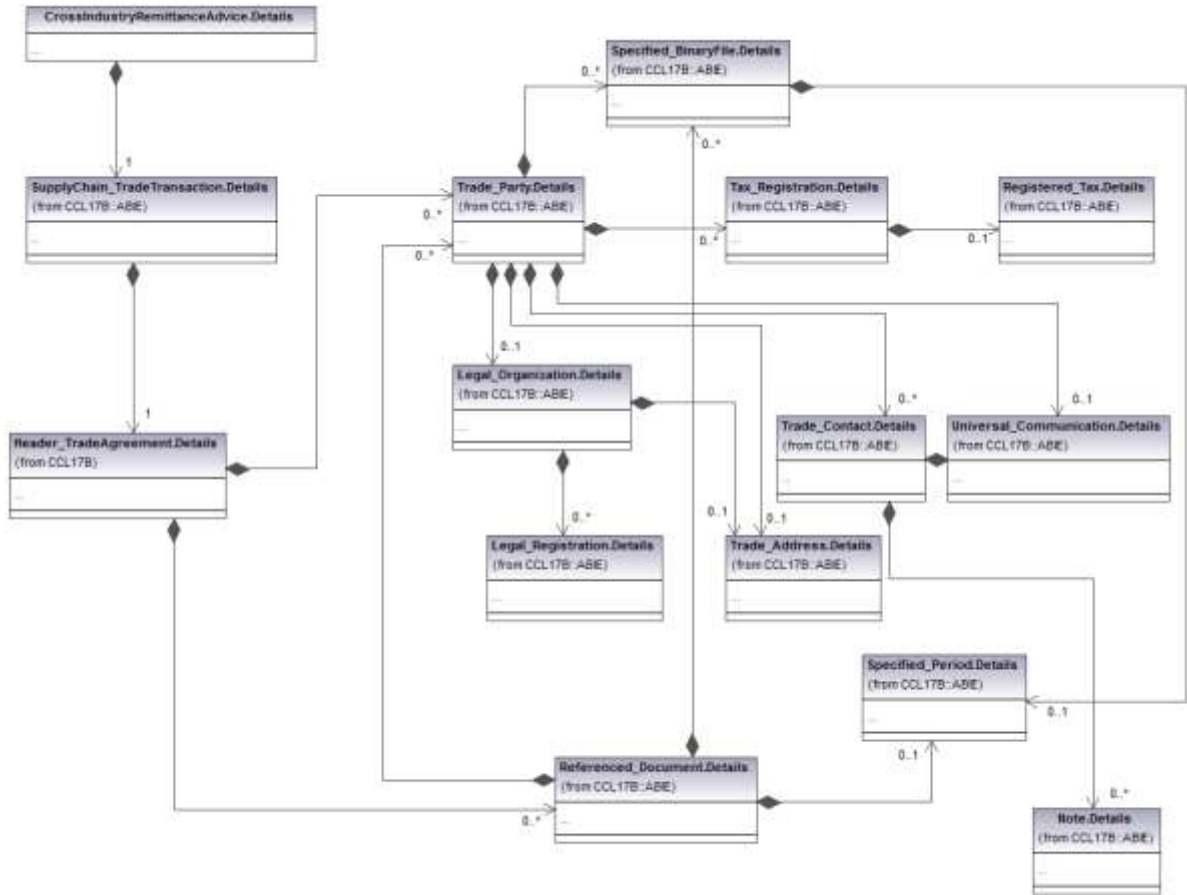 CrossIndustryRemittanceAdvice.Details
...
Specified_BinaryFile.Details
(from CCL17B::ABIE)
...
0..*
0..*
1
SupplyChain_TradeTransaction.Details
(from CCL17B::ABIE)
...
Trade_Party.Details
(from CCL17B::ABIE)
...
0..*
0..*
Tax_Registration.Details
(from CCL17B::ABIE)
...
0..*
Registered_Tax.Details
(from CCL17B::ABIE)
...
0..1
0..1
Legal_Organization.Details
(from CCL17B::ABIE)
...
1
Header_TradeAgreement.Details
(from CCL17B)
...
0..*
Trade_Contact.Details
(from CCL17B::ABIE)
...
0..1
Universal_Communication.Details
(from CCL17B::ABIE)
...
0..*
Legal_Registration.Details
(from CCL17B::ABIE)
...
0..1
0..1
Trade_Address.Details
(from CCL17B::ABIE)
...
Specified_Period.Details
(from CCL17B::ABIE)
...
0..1
0..1
Referenced_Document.Details
(from CCL17B::ABIE)
...
0..*
0..*
Note.Details
(from CCL17B::ABIE)
...